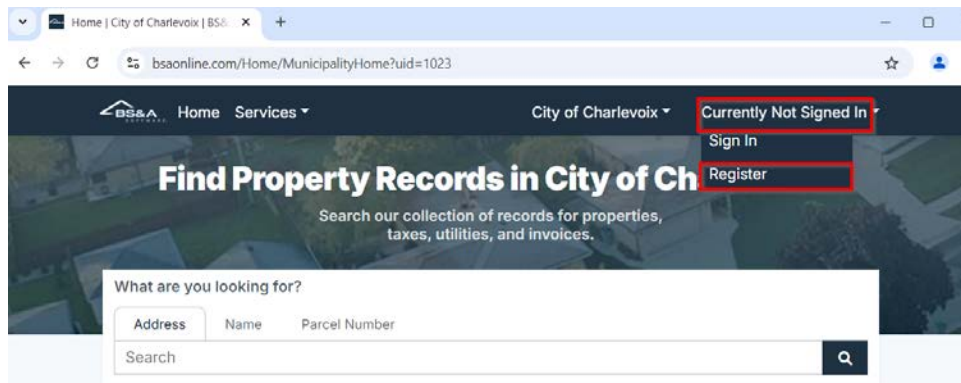 Home | City of Charlevoix | BS&
bsaonline.com/Home/MunicipalityHome?uid=1023
BS&A Home Services City of Charlevoix Currently Not Signed In
SOFTWARE
Sign In
Register
Find Property Records in City of Ch
Search our collection of records for properties,
taxes, utilities, and invoices.
What are you looking for?
Address Name Parcel Number
Search